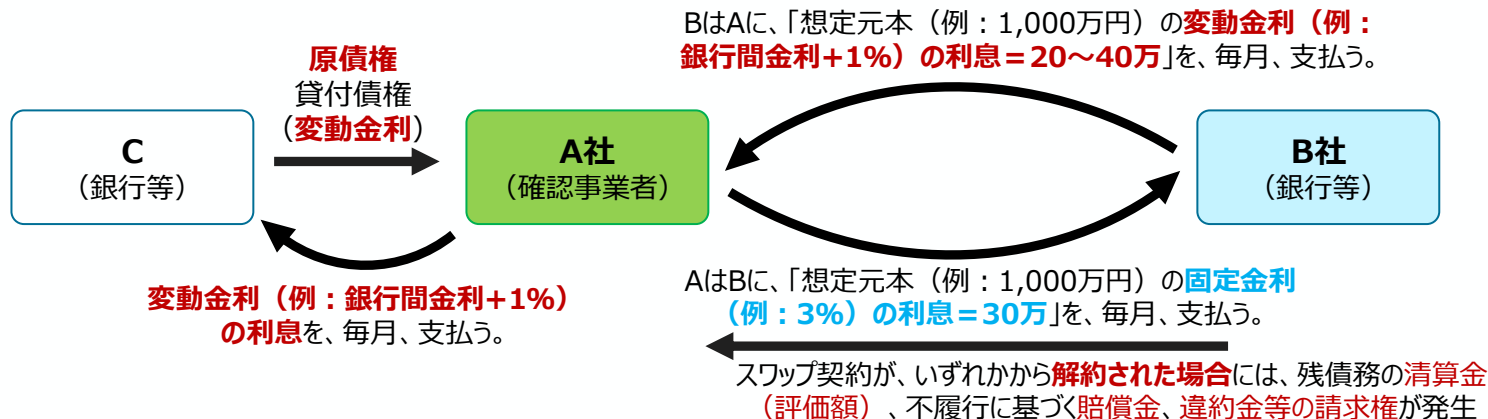 BはAに、「想定元本（例：1,000万円）の変動金利（例：
銀行間金利+1%）の利息＝20～40万」を、毎月、支払う。
原債権
貸付債権
（変動金利）
C
（銀行等）
A社
（確認事業者）
B社
（銀行等）
変動金利（例：銀行間金利+1%）
の利息を、毎月、支払う。
AはBに、「想定元本（例：1,000万円）の固定金利
（例：3%）の利息＝30万」を、毎月、支払う。
スワップ契約が、いずれかから解約された場合には、残債務の清算金
（評価額）、不履行に基づく賠償金、違約金等の請求権が発生